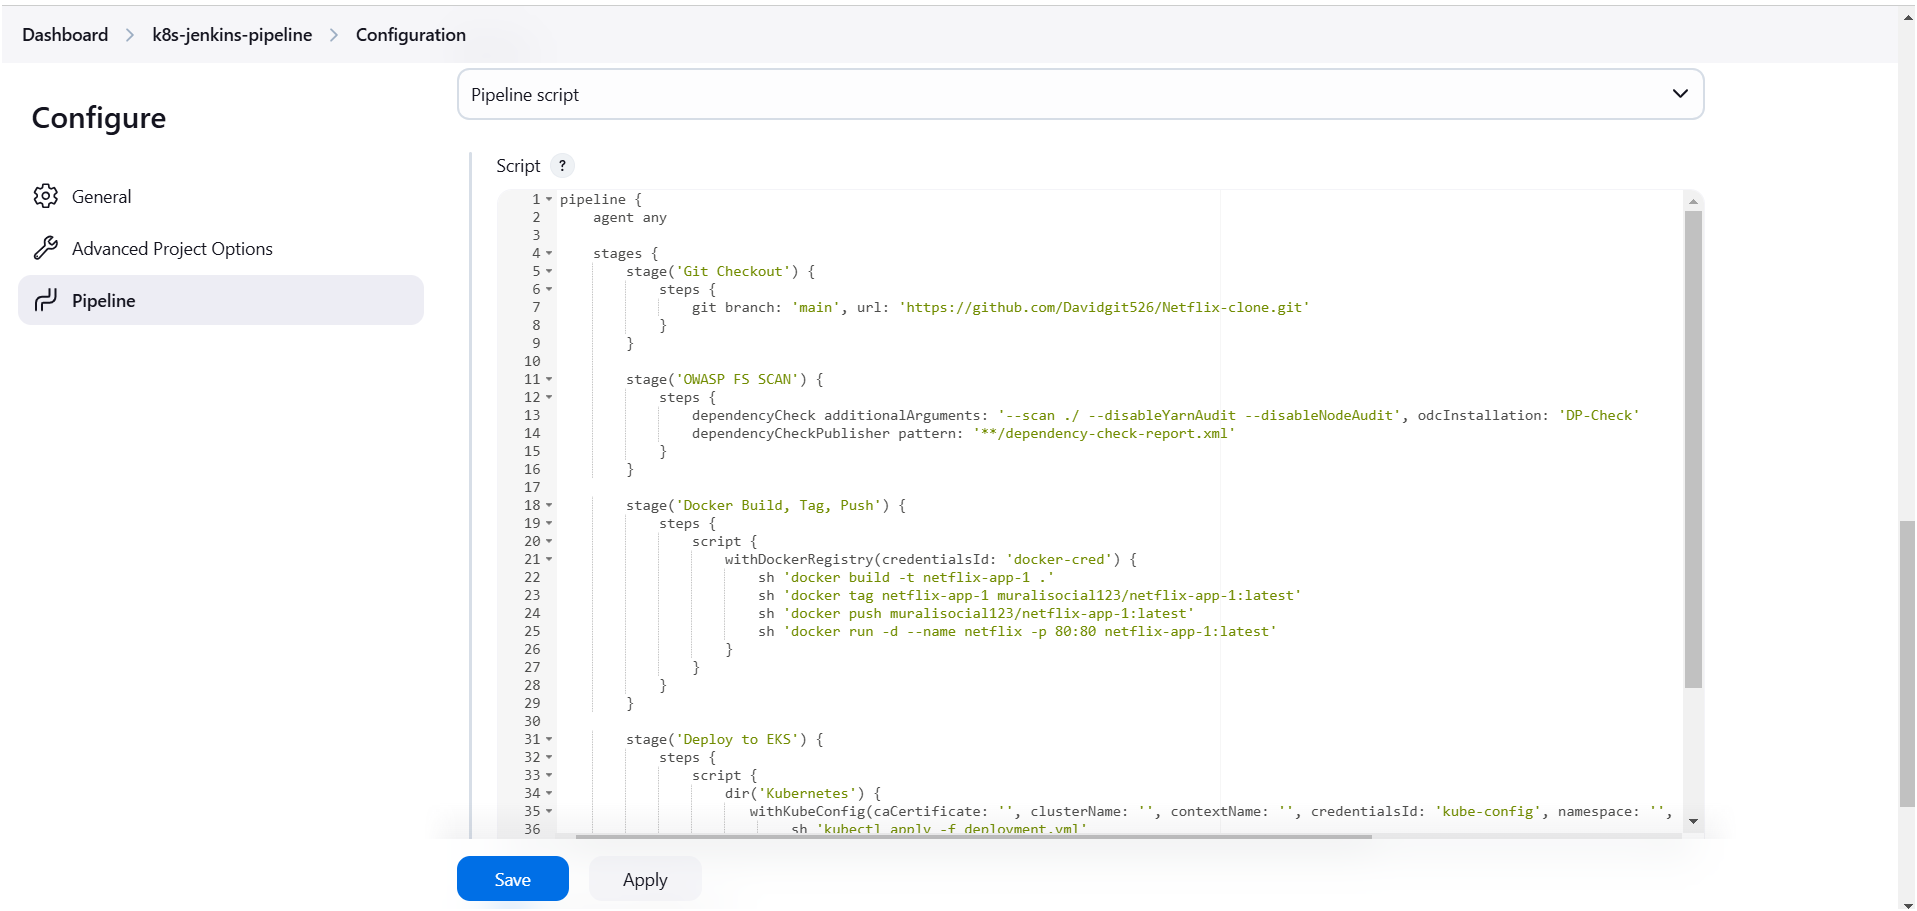 Dashboard > k8s-jenkins-pipeline > Configuration
Configure
General
Advanced Project Options
Pipeline
Pipeline script
Script ?
1 pipeline {
2     agent any
3
4     stages {
5         stage('Git Checkout') {
6             steps {
7                 git branch: 'main', url: 'https://github.com/Davidgit526/Netflix-clone.git'
8             }
9         }
10
11         stage('OWASP FS SCAN') {
12             steps {
13                 dependencyCheck additionalArguments: '--scan ./ --disableYarnAudit --disableNodeAudit', odcInstallation: 'DP-Check'
14                 dependencyCheckPublisher pattern: '**/dependency-check-report.xml'
15             }
16         }
17
18         stage('Docker Build, Tag, Push') {
19             steps {
20                 script {
21                     withDockerRegistry(credentialsId: 'docker-cred') {
22                         sh 'docker build -t netflix-app-1 .'
23                         sh 'docker tag netflix-app-1 muralisocial123/netflix-app-1:latest'
24                         sh 'docker push muralisocial123/netflix-app-1:latest'
25                         sh 'docker run -d --name netflix -p 80:80 netflix-app-1:latest'
26                     }
27                 }
28             }
29         }
30
31         stage('Deploy to EKS') {
32             steps {
33                 script {
34                     dir('Kubernetes') {
35                        withKubeConfig(caCertificate: '', clusterName: '', contextName: '', credentialsId: 'kube-config', namespace: '',
36                             sh 'kubectl apply -f deployment.yml'
Save
Apply